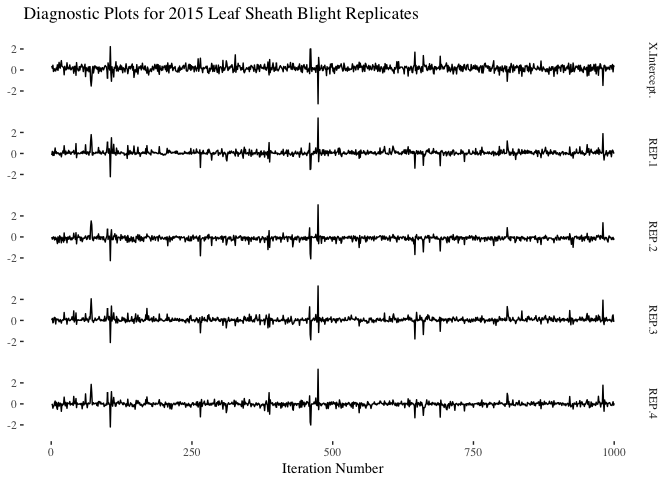 Diagnostic Plots for 2015 Leaf Sheath Blight Replicates
2
0
-2
X.Intercept.
2
0
-2
REP.1
2
0
-2
REP.2
2
0
-2
REP.3
2
0
-2
REP.4
0
250
500
750
1000
Iteration Number